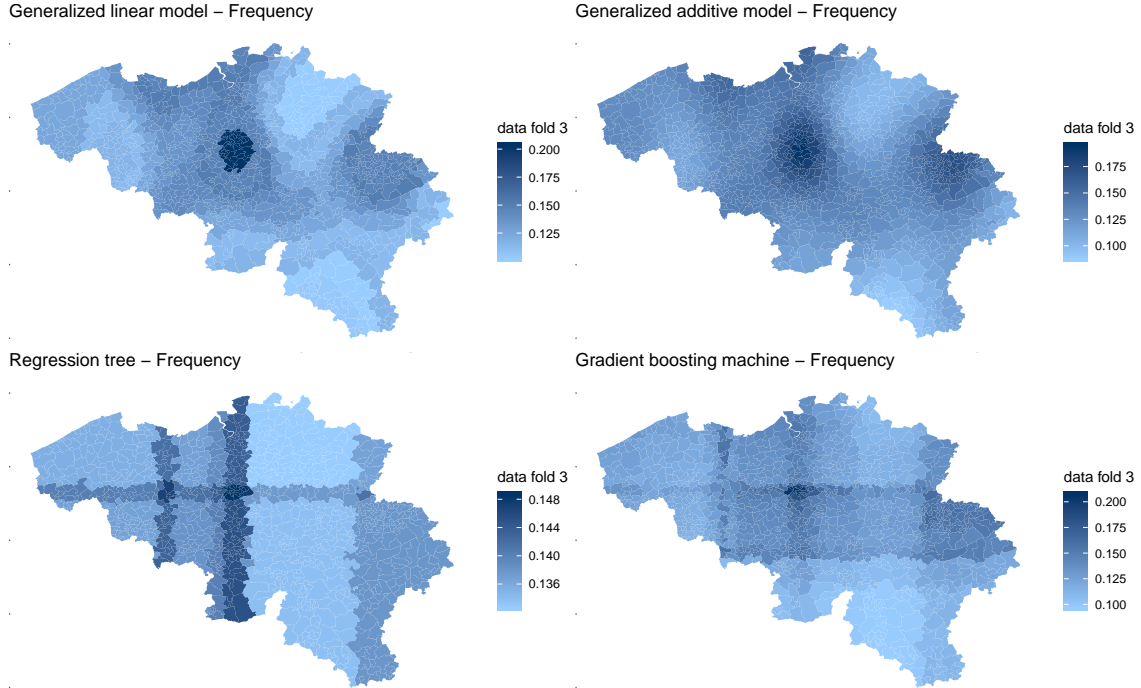 Generalized linear model – Frequency
data fold 3
0.200
0.175
0.150
0.125
Generalized additive model – Frequency
data fold 3
0.175
0.150
0.125
0.100
Regression tree – Frequency
data fold 3
0.148
0.144
0.140
0.136
Gradient boosting machine – Frequency
data fold 3
0.200
0.175
0.150
0.125
0.100